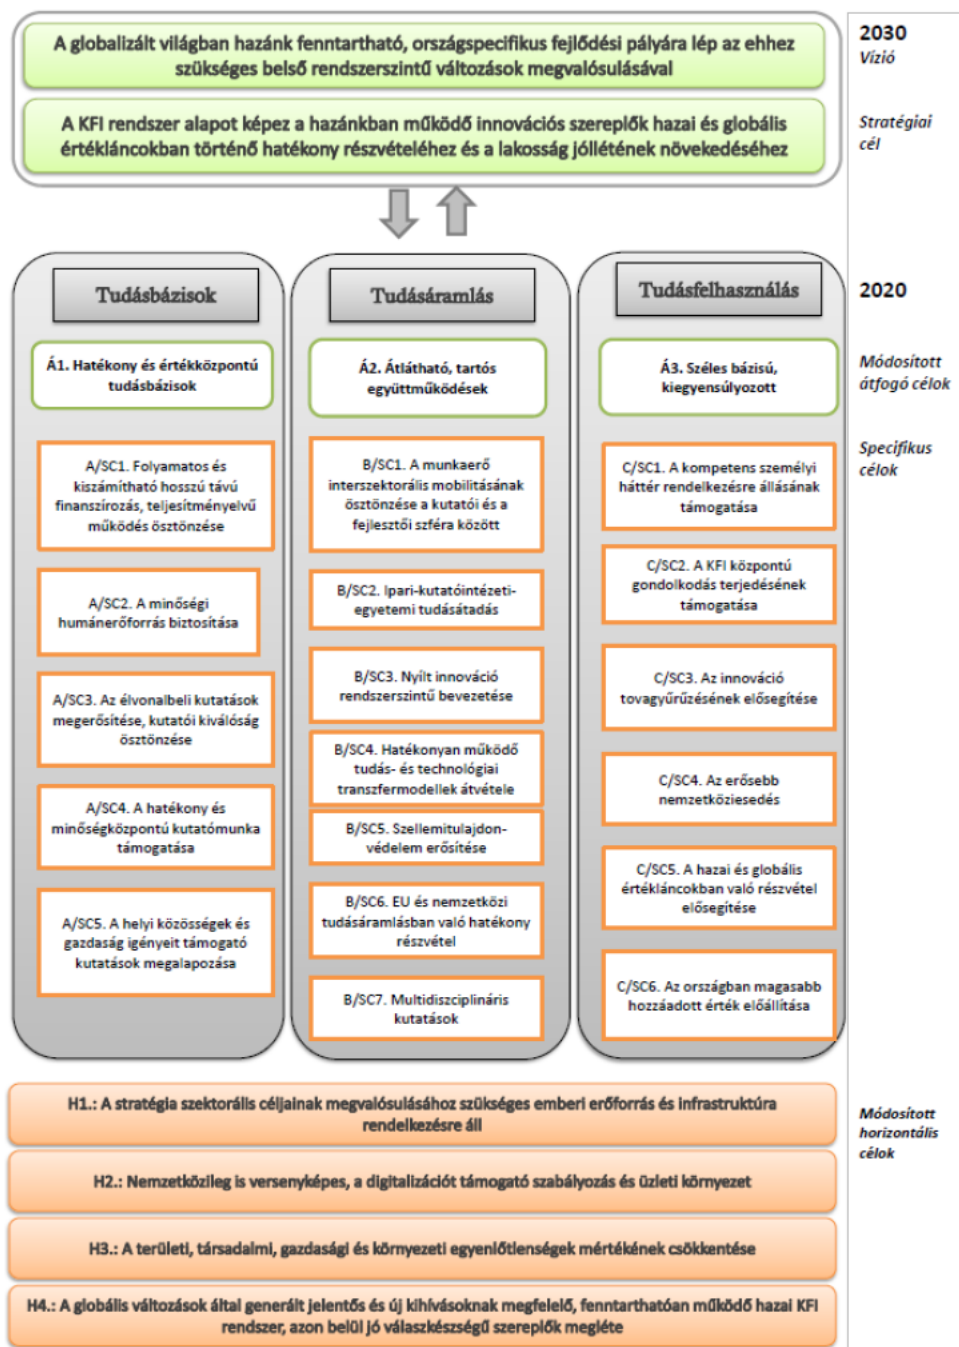 A globalizált világban hazánk fenntartható, országspecifikus fejlődési pályára lép az ehhez
szükséges belső rendszerszintű változások megvalósulásával
2030
Vízió
A KFI rendszer alapot képez a hazánkban működő innovációs szereplők hazai és globális
értékláncokban történő hatékony részvételéhez és a lakosság jóllétének növekedéséhez
Stratégiai
cél
Tudásbázisok
Tudásáramlás
Tudásfelhasználás
2020
Á1. Hatékony és értékközpontú
tudásbázisok
Á2. Átlátható, tartós
együttműködések
Á3. Széles bázisú,
kiegyensúlyozott
Módosított
átfogó célok
Specifikus
célok
A/SC1. Folyamatos és
kiszámítható hosszú távú
finanszírozás, teljesítményelvű
működés ösztönzése
A/SC2. A minőségi
humánerőforrás biztosítása
A/SC3. Az élvonalbeli kutatások
megerősítése, kutatói kiválóság
ösztönzése
A/SC4. A hatékony és
minőségközpontú kutatómunka
támogatása
A/SC5. A helyi közösségek és
gazdaság igényeit támogató
kutatások megalapozása
B/SC1. A munkaerő
interszektorális mobilitásának
ösztönzése a kutatói és a
fejlesztői szféra között
B/SC2. Ipari-kutatóintézeti-
egyetemi tudásátadás
B/SC3. Nyílt innováció
rendszerszintű bevezetése
B/SC4. Hatékonyan működő
tudás- és technológiai
transzfermodellek átvétele
B/SC5. Szellemitulajdon-
védelem erősítése
B/SC6. EU és nemzetközi
tudásáramlásban való hatékony
részvétel
B/SC7. Multidiszciplináris
kutatások
C/SC1. A kompetens személyi
háttér rendelkezésre állásának
támogatása
C/SC2. A KFI központú
gondolkodás terjedésének
támogatása
C/SC3. Az innováció
tovagyűrűzésének elősegítése
C/SC4. Az erősebb
nemzetköziesedés
C/SC5. A hazai és globális
értékláncokban való részvétel
elősegítése
C/SC6. Az országban magasabb
hozzáadott érték előállítása
H1.: A stratégia szektorális céljainak megvalósulásához szükséges emberi erőforrás és infrastruktúra
rendelkezésre áll
Módosított
horizontális
célok
H2.: Nemzetközileg is versenyképes, a digitalizációt támogató szabályozás és üzleti környezet
H3.: A területi, társadalmi, gazdasági és környezeti egyenlőtlenségek mértékének csökkentése
H4.: A globális változások által generált jelentős és új kihívásoknak megfelelő, fenntarthatóan működő hazai KFI
rendszer, azon belül jó válaszkészségű szereplők megléte